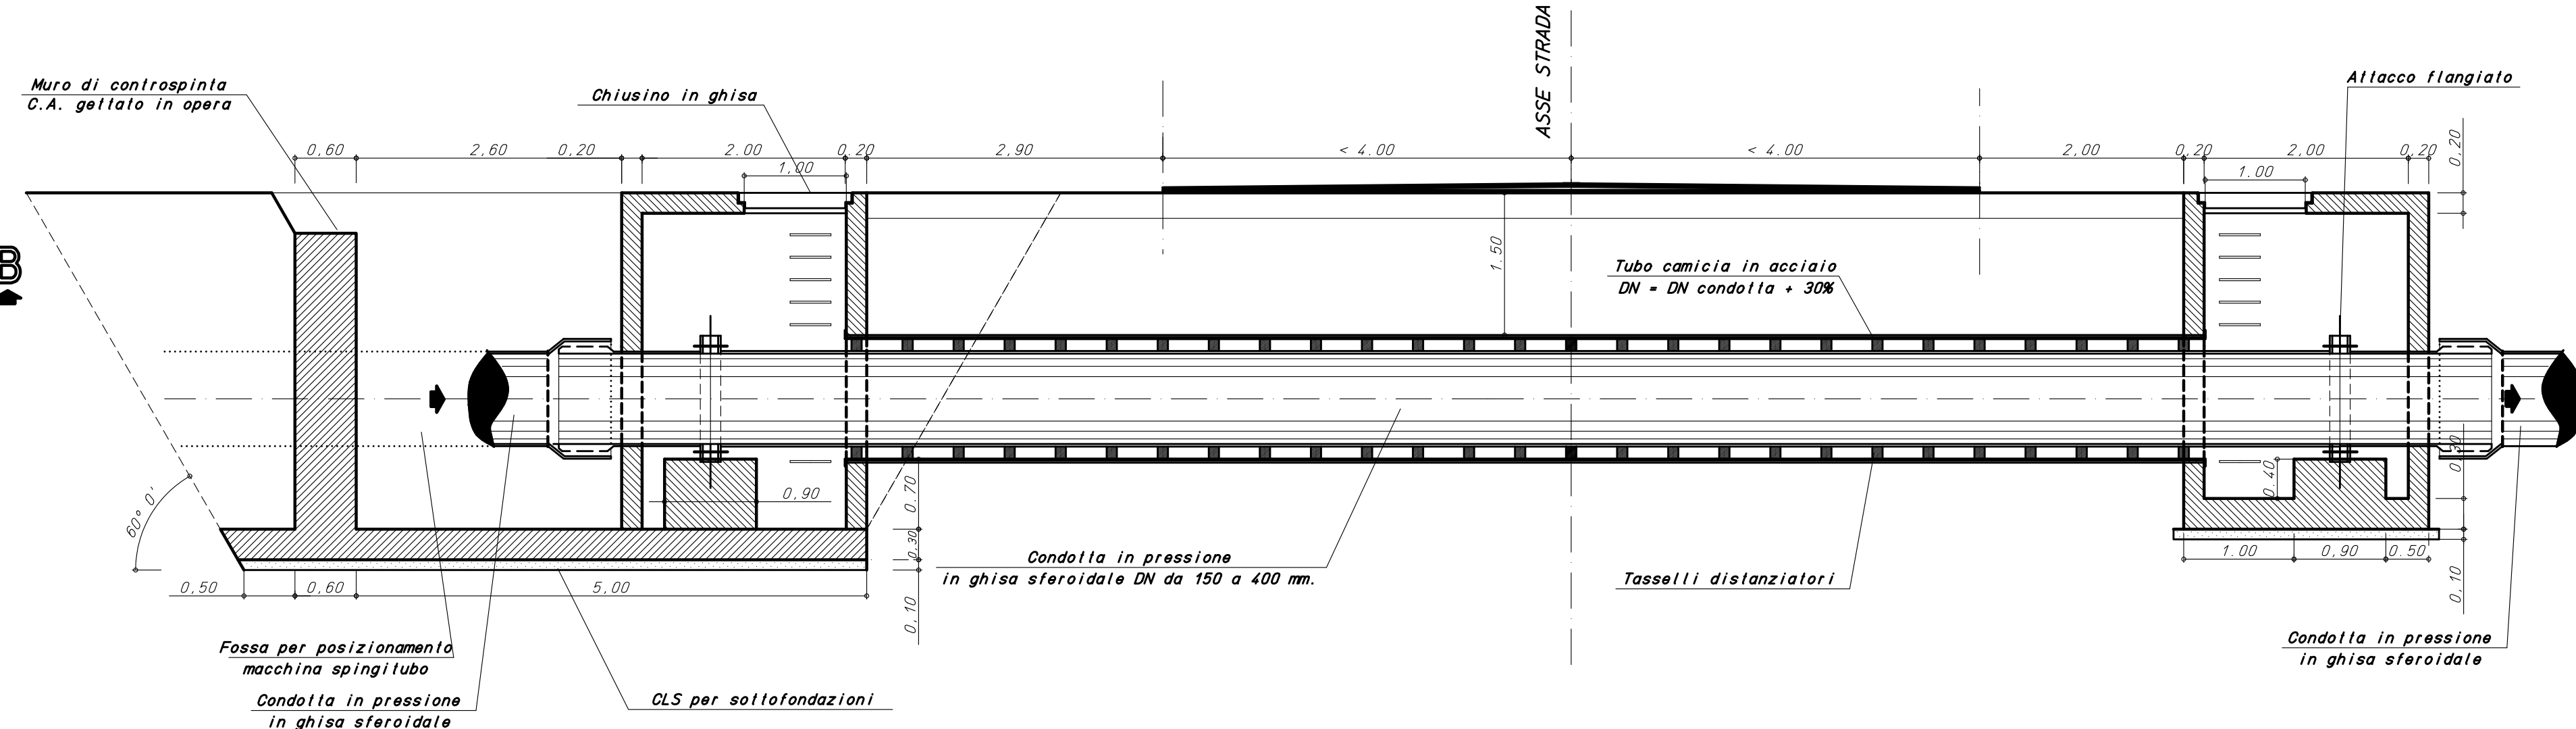 ASSE STRADA
Muro di controspinta
C.A. gettato in opera
Chiusino in ghisa
Attacco flangiato
0,60
2,60
0,20
2.00
0,20
2,90
< 4.00
< 4.00
2,00
0,20
2,00
0,20
0,20
1,00
1.00
B
1.50
Tubo camicia in acciaio
DN = DN condotta + 30%
60° 0'
0,90
0.70
0,30
0,10
0.40
0,30
0,10
1.00
0,90
0.50
0,50
0,60
5,00
Condotta in pressione
in ghisa sferoidale DN da 150 a 400 mm.
Tasselli distanziatori
Fossa per posizionamento
macchina spingitubo
Condotta in pressione
in ghisa sferoidale
CLS per sottofondazioni
Condotta in pressione
in ghisa sferoidale